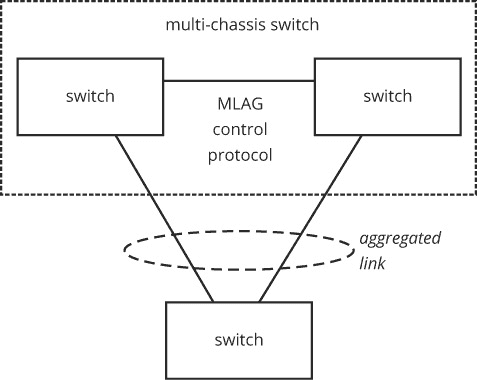 multi-chassis switch
switch
switch
MLAG
control
protocol
aggregated
link
switch